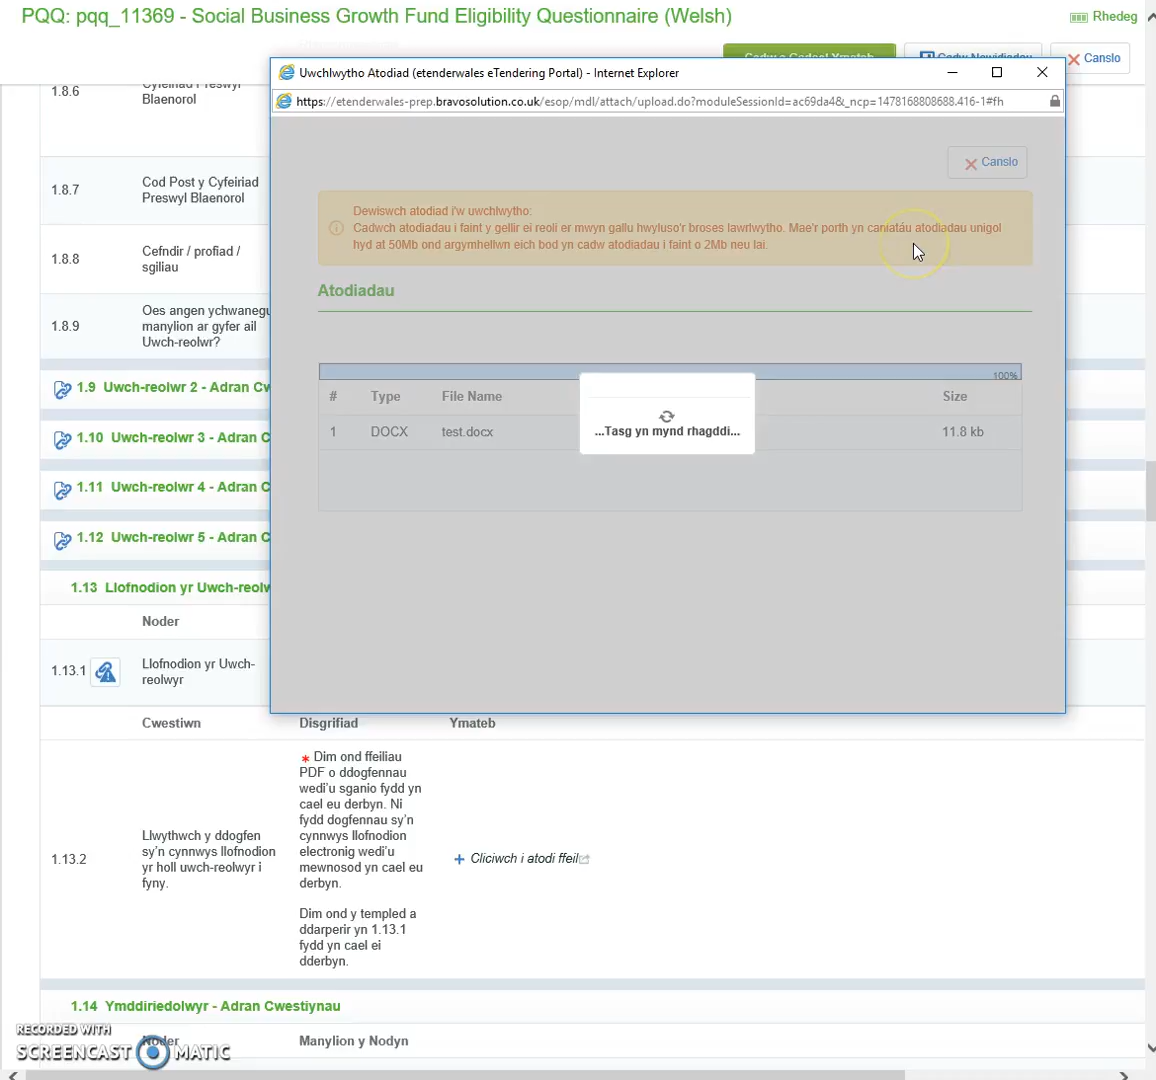 PQQ: pqq_11369 - Social Business Growth Fund Eligibility Questionnaire (Welsh)
Rhedeg
Canslo
Uwchlwytho Atodiad (etenderwales eTendering Portal) - Internet Explorer
https://etenderwales-prep.bravosolution.co.uk/esop/mdl/attach/upload.do?moduleSessionId=ac69da4&_ncp=1478168808688.416-1#fh
Canslo
Dewiswch atodiad i'w uwchlwytho:
Cadwch atodiadau i faint y gellir ei reoli er mwyn gallu hwyluso'r broses lawrlwytho. Mae'r porth yn caniatáu atodiadau unigol
hyd at 50Mb ond argymhellwn eich bod yn cadw atodiadau i faint o 2Mb neu lai.
Atodiadau
100%
# Type File Name Size
1 DOCX test.docx 11.8 kb
...Tasg yn mynd rhagddi...
1.8.6
Cyfeiriad Preswyl
Blaenorol
1.8.7
Cod Post y Cyfeiriad
Preswyl Blaenorol
1.8.8
Cefndir / profiad /
sgiliau
1.8.9
Oes angen ychwanegu
manylion ar gyfer ail
Uwch-reolwr?
1.9 Uwch-reolwr 2 - Adran
1.10 Uwch-reolwr 3 - Adran
1.11 Uwch-reolwr 4 - Adran
1.12 Uwch-reolwr 5 - Adran
1.13 Llofnodion yr
Noder
1.13.1
Llofnodion yr Uwch-
reolwyr
Cwestiwn Disgrifiad Ymateb
1.13.2
Llwythwch y ddogfen
sy'n cynnwys llofnodion
yr holl uwch-reolwyr i
fyny.
* Dim ond ffeiliau
PDF o ddogfennau
wedi'u sganio fydd yn
cael eu derbyn. Ni
fydd dogfennau sy'n
cynnwys llofnodion
electronig wedi'u
mewnosod yn cael eu
derbyn.
Dim ond y templed a
ddarperir yn 1.13.1
fydd yn cael ei
dderbyn.
+ Cliciwch i atodi ffeil
1.14 Ymddiriedolwyr - Adran Cwestiynau
Noder Manylion y Nodyn
RECORDED WITH
SCREENCAST MATIC